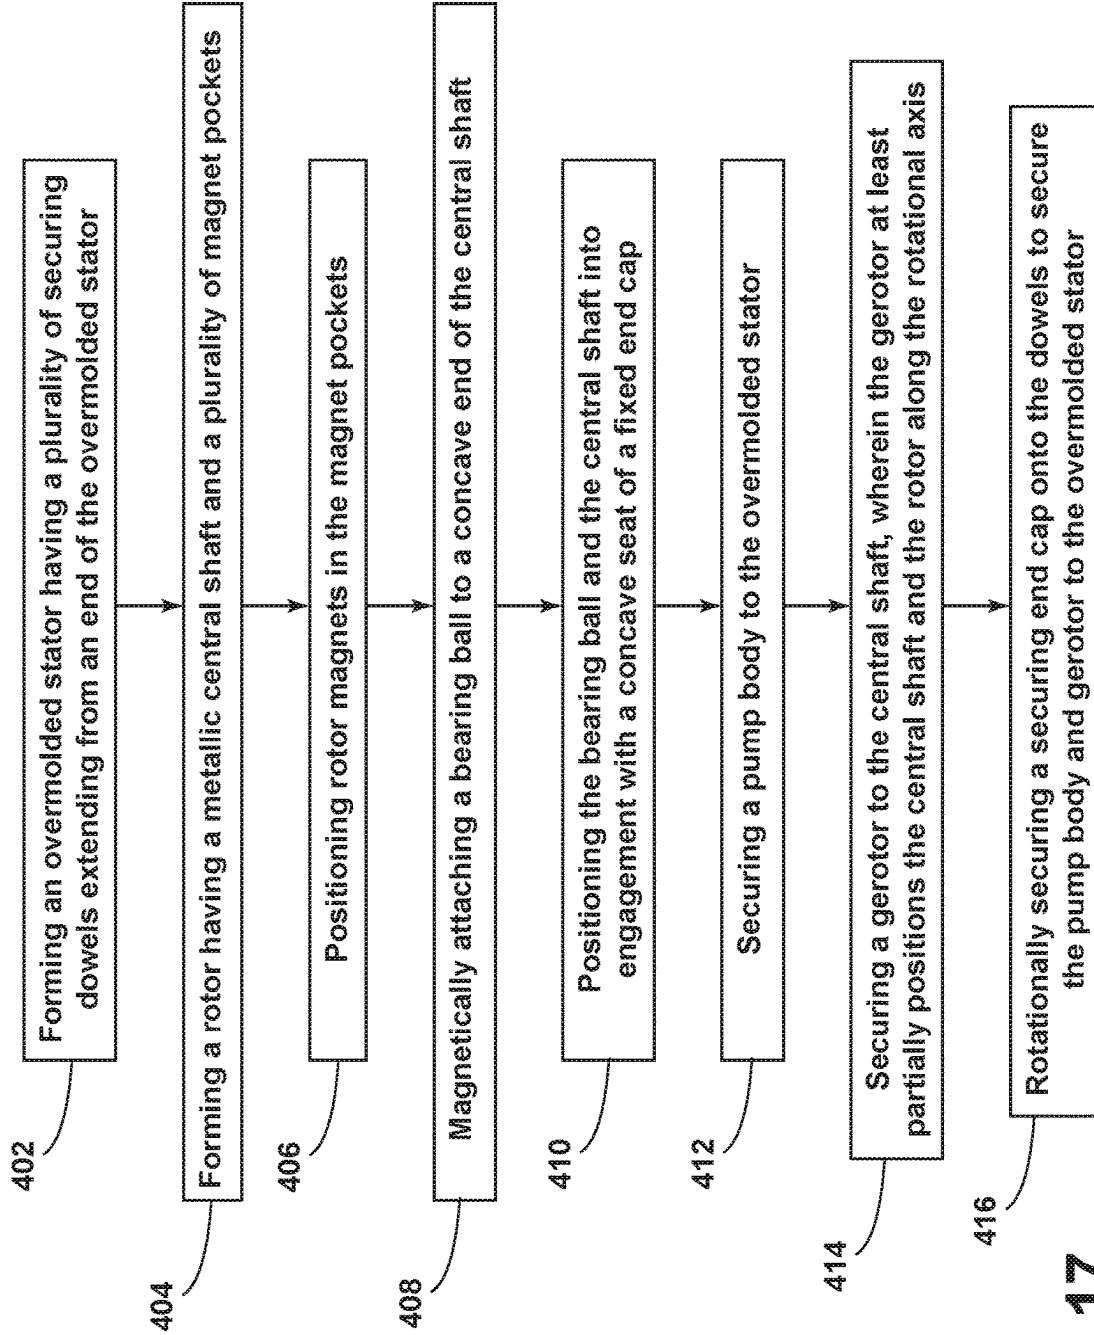 402
Forming an overmolded stator having a plurality of securing
dowels extending from an end of the overmolded stator
404
Forming a rotor having a metallic central shaft and a plurality of magnet pockets
406
Positioning rotor magnets in the magnet pockets
408
Magnetically attaching a bearing ball to a concave end of the central shaft
410
Positioning the bearing ball and the central shaft into
engagement with a concave seat of a fixed end cap
412
Securing a pump body to the overmolded stator
414
Securing a gerotor to the central shaft, wherein the gerotor at least
partially positions the central shaft and the rotor along the rotational axis
416
Rotationally securing a securing end cap onto the dowels to secure
the pump body and gerotor to the overmolded stator
17